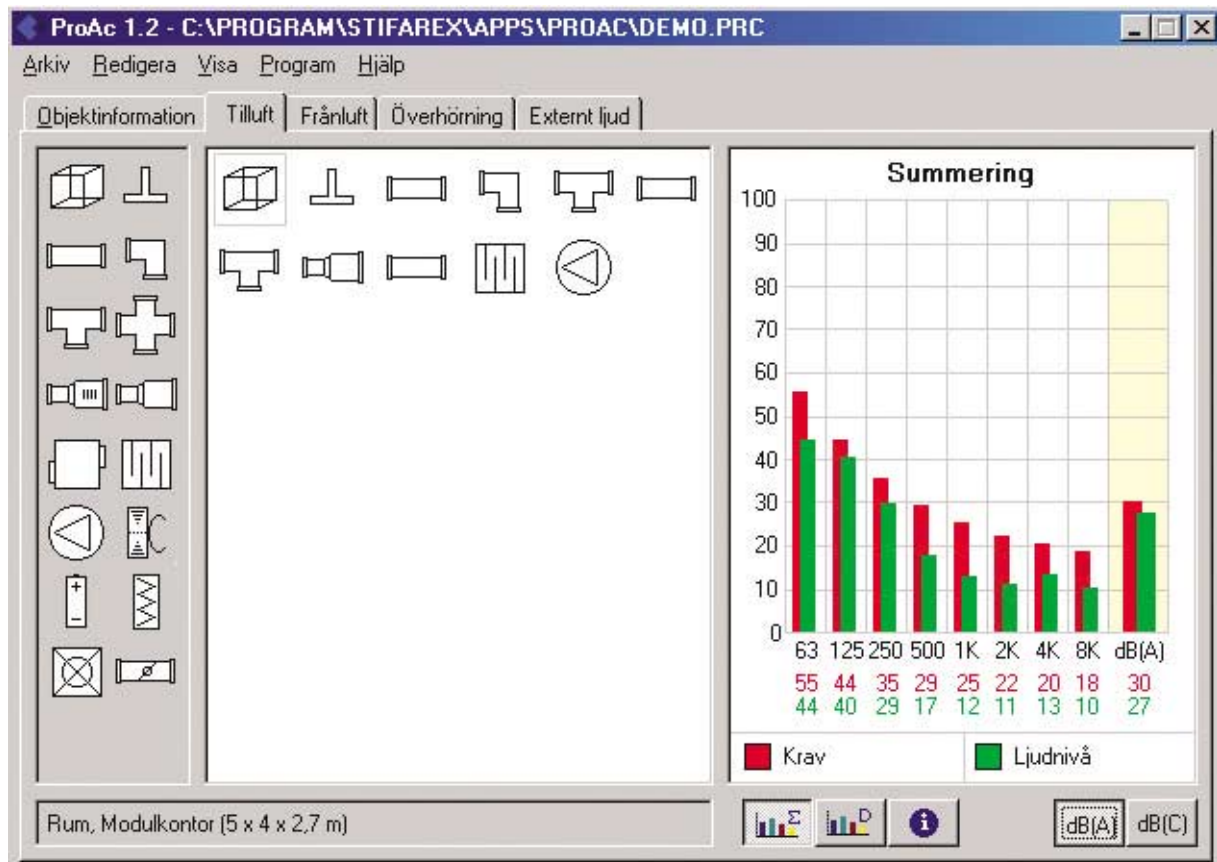 ProAc 1.2 - C:\PROGRAM\STIFAREX\APPS\PROAC\DEMO.PRC
Arkiv Redigera Visa Program Hjälp
Objektinformation Tilluft Frånluft Överhörning Externt ljud
Summering
100
90
80
70
60
50
40
30
20
10
0
63 125 250 500 1K 2K 4K 8K dB(A)
55 44 35 29 25 22 20 18 30
44 40 29 17 12 11 13 10 27
Krav Ljudnivå
Rum, Modulkontor (5 x 4 x 2,7 m)
Σ D i dB(A) dB(C)